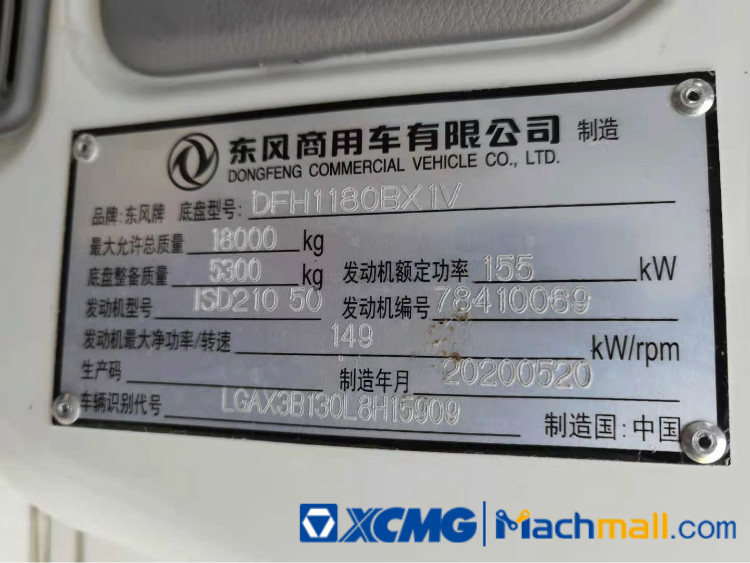 东风商用车有限公司 制造
DONGFENG COMMERCIAL VEHICLE CO., LTD.
品牌:东风牌 底盘型号: DFH1180BX1V
最大允许总质量 18000 kg
底盘整备质量 5300 kg 发动机额定功率 155 kW
发动机型号 ISD210 50 发动机编号 78410069
发动机最大净功率/转速 149 kW/rpm
生产码 制造年月 20200520
车辆识别代号 LGAX3B130L8H15909
制造国:中国
XCMG Machmall.com